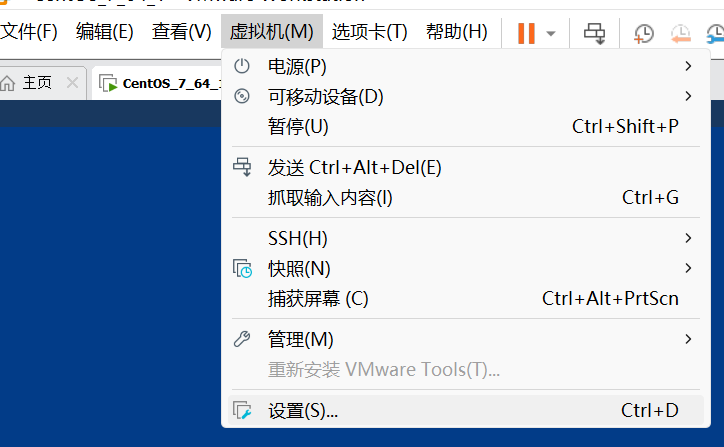 文件(F) 编辑(E) 查看(V) 虚拟机(M) 选项卡(T) 帮助(H)
主页 CentOS_7_64_
电源(P)
可移动设备(D)
暂停(U) Ctrl+Shift+P
发送 Ctrl+Alt+Del(E)
抓取输入内容(I) Ctrl+G
SSH(H)
快照(N)
捕获屏幕 (C) Ctrl+Alt+PrtScn
管理(M)
重新安装 VMware Tools(T)...
设置(S)... Ctrl+D